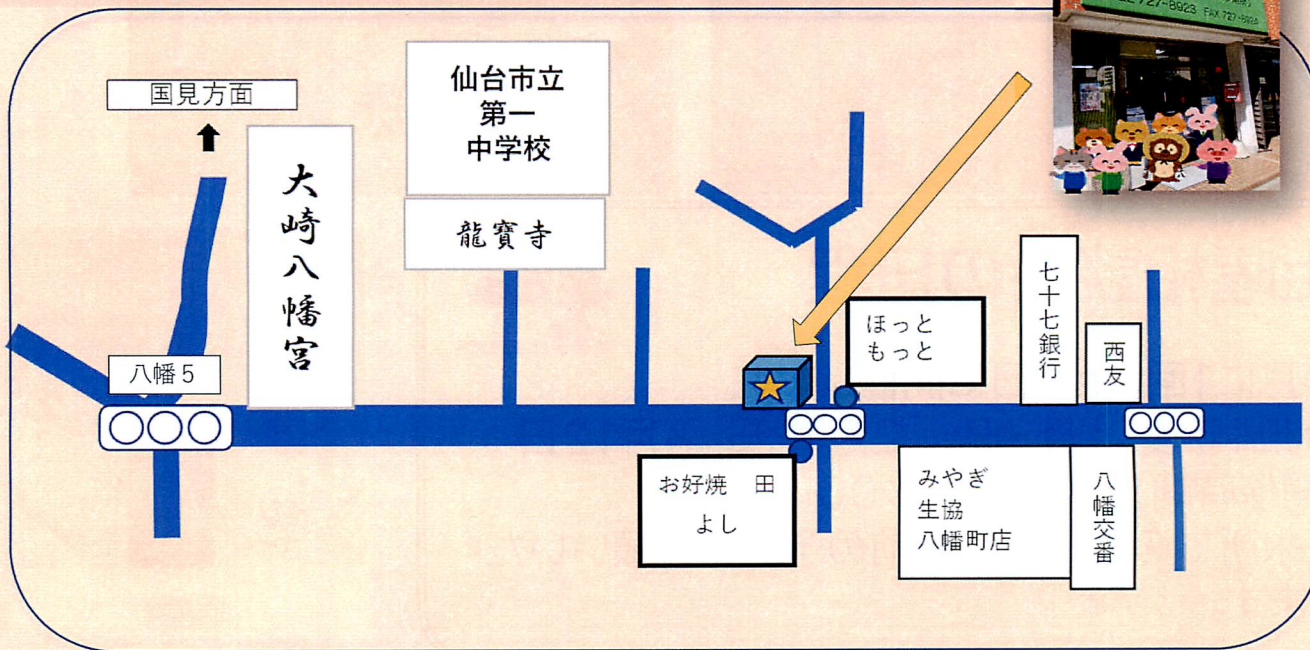 727-8923 FAX 727-8924
国見方面
仙台市立
第一
中学校
大崎八幡宮
龍寶寺
八幡5
ほっと
もっと
七十七銀行
西友
お好焼 田
よし
みやぎ
生協
八幡町店
八幡交番